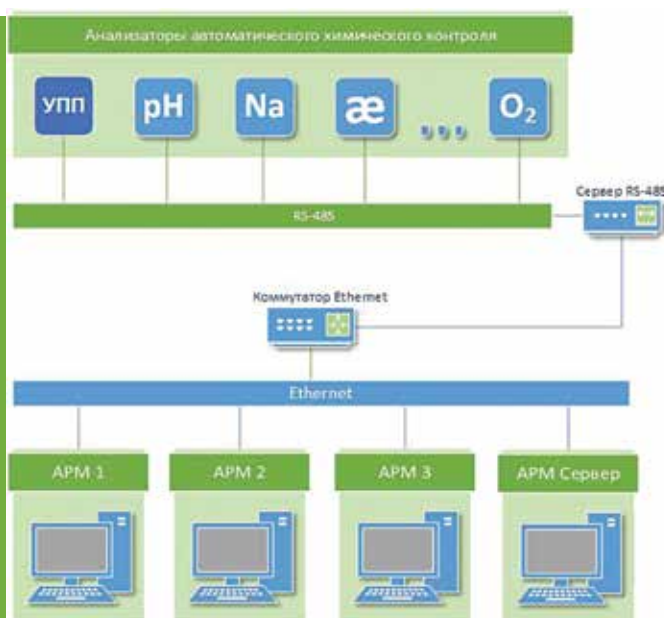 Анализаторы автоматического химического контроля
УПП pH Na æ ... O₂
RS-485
Сервер RS-485
Коммутатор Ethernet
Ethernet
АРМ 1 АРМ 2 АРМ 3 АРМ Сервер